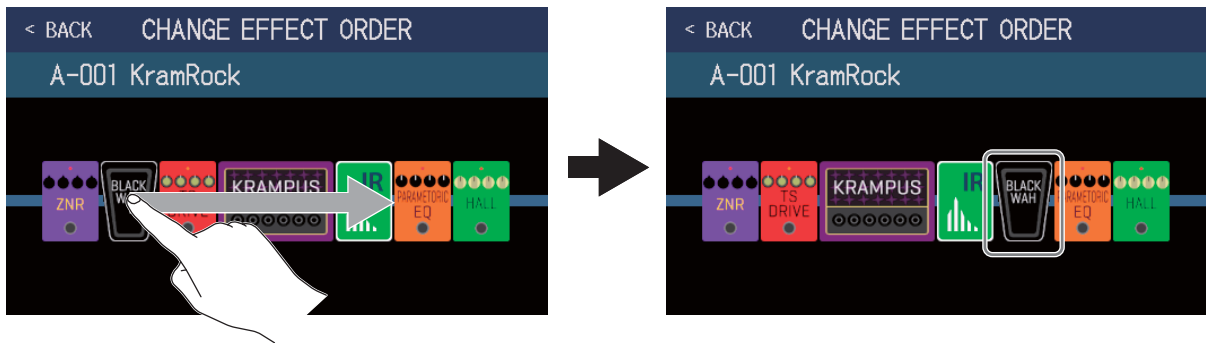 < BACK CHANGE EFFECT ORDER
A-001 KramRock
ZNR
BLACK
DRIVE
KRAMPUS
IR
PARAMETORIC
EQ
HALL
< BACK CHANGE EFFECT ORDER
A-001 KramRock
ZNR
TS
DRIVE
KRAMPUS
IR
BLACK
WAH
PARAMETORIC
EQ
HALL